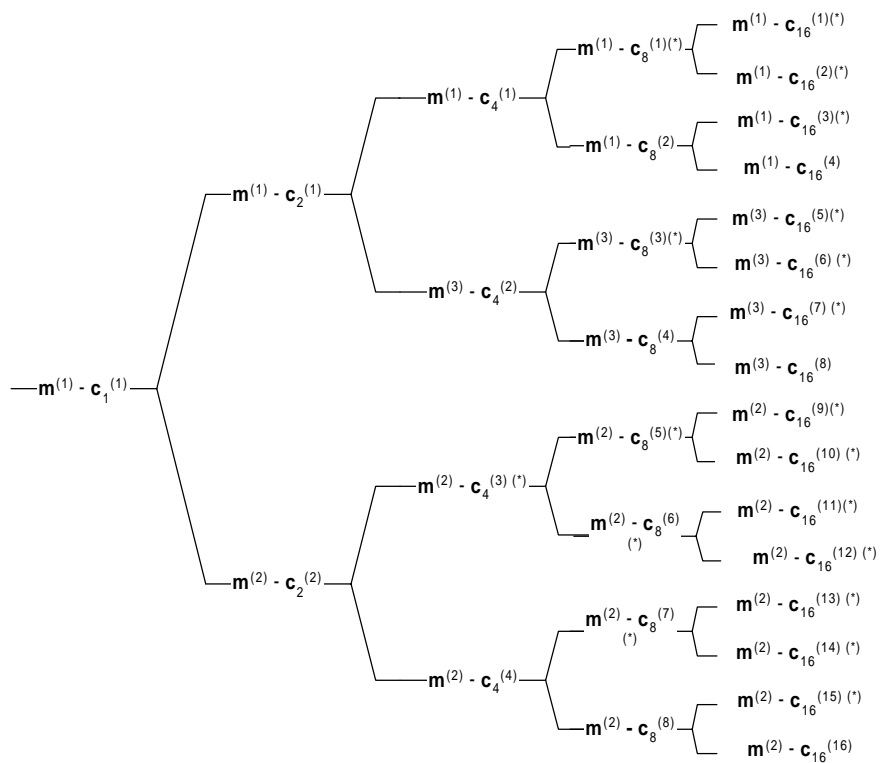 m(1) - c1(1)
m(1) - c2(1)
m(2) - c2(2)
m(1) - c4(1)
m(3) - c4(2)
m(2) - c4(3) (*)
m(2) - c4(4)
m(1) - c8(1)(*)
m(1) - c8(2)
m(3) - c8(3)(*)
m(3) - c8(4)
m(2) - c8(5)(*)
m(2) - c8(6)
(*)
m(2) - c8(7)
(*)
m(2) - c8(8)
m(1) - c16(1)(*)
m(1) - c16(2)(*)
m(1) - c16(3)(*)
m(1) - c16(4)
m(3) - c16(5)(*)
m(3) - c16(6) (*)
m(3) - c16(7) (*)
m(3) - c16(8)
m(2) - c16(9)(*)
m(2) - c16(10) (*)
m(2) - c16(11)(*)
m(2) - c16(12) (*)
m(2) - c16(13) (*)
m(2) - c16(14) (*)
m(2) - c16(15) (*)
m(2) - c16(16)